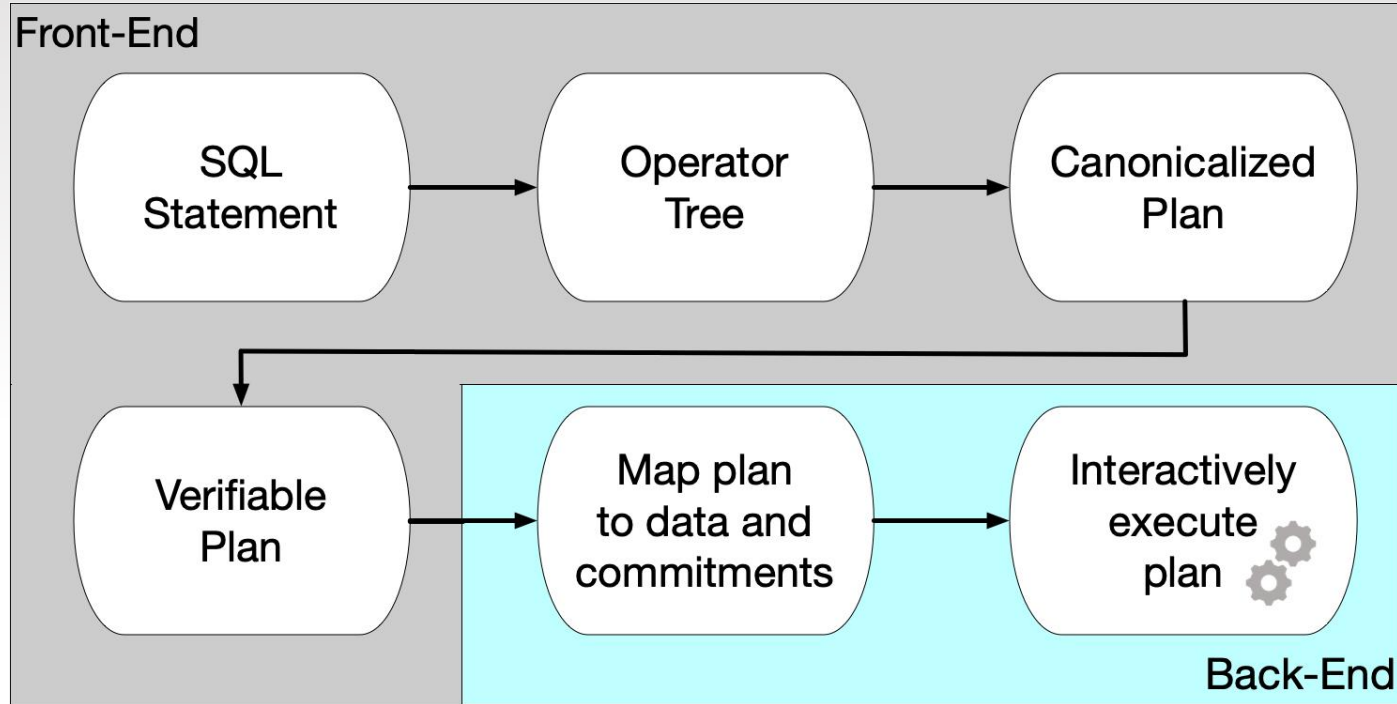 Front-End
SQL
Statement
Operator
Tree
Canonicalized
Plan
Verifiable
Plan
Map plan
to data and
commitments
Interactively
execute
plan
Back-End